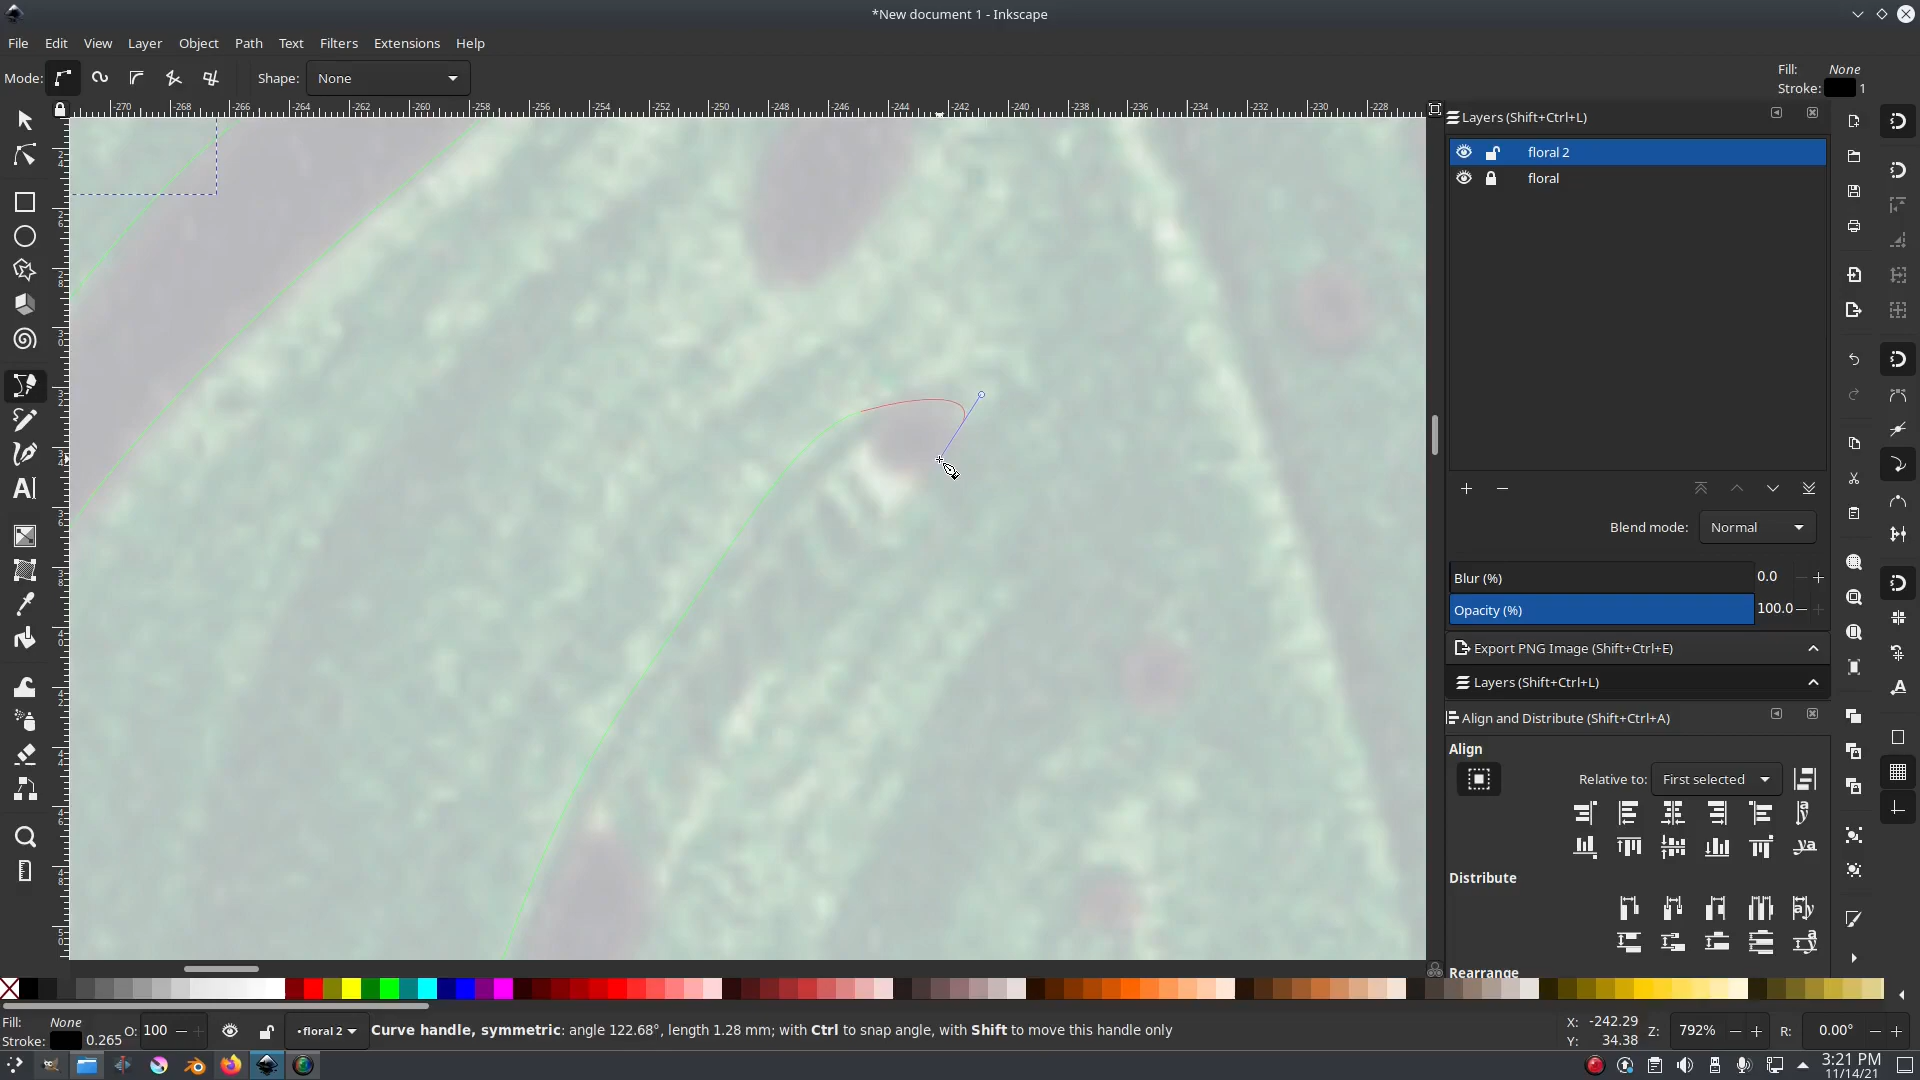 *New document 1 - Inkscape
File Edit View Layer Object Path Text Filters Extensions Help
Mode: Shape: None Fill: None
Stroke: 1
-270 -268 -266 -264 -262 -260 -258 -256 -254 -252 -250 -248 -246 -244 -242 -240 -238 -236 -234 -232 -230 -228
Layers (Shift+Ctrl+L)
floral 2
floral
Blend mode: Normal
Blur (%) 0.0
Opacity (%) 100.0
Export PNG Image (Shift+Ctrl+E)
Layers (Shift+Ctrl+L)
Align and Distribute (Shift+Ctrl+A)
Align
Relative to: First selected
Distribute
Rearrange
Fill: None O: 100 •floral 2 Curve handle, symmetric: angle 122.68°, length 1.28 mm; with Ctrl to snap angle, with Shift to move this handle only X: -242.29 Z: 792% R: 0.00°
Stroke: 0.265 Y: 34.38
3:21 PM
11/14/21